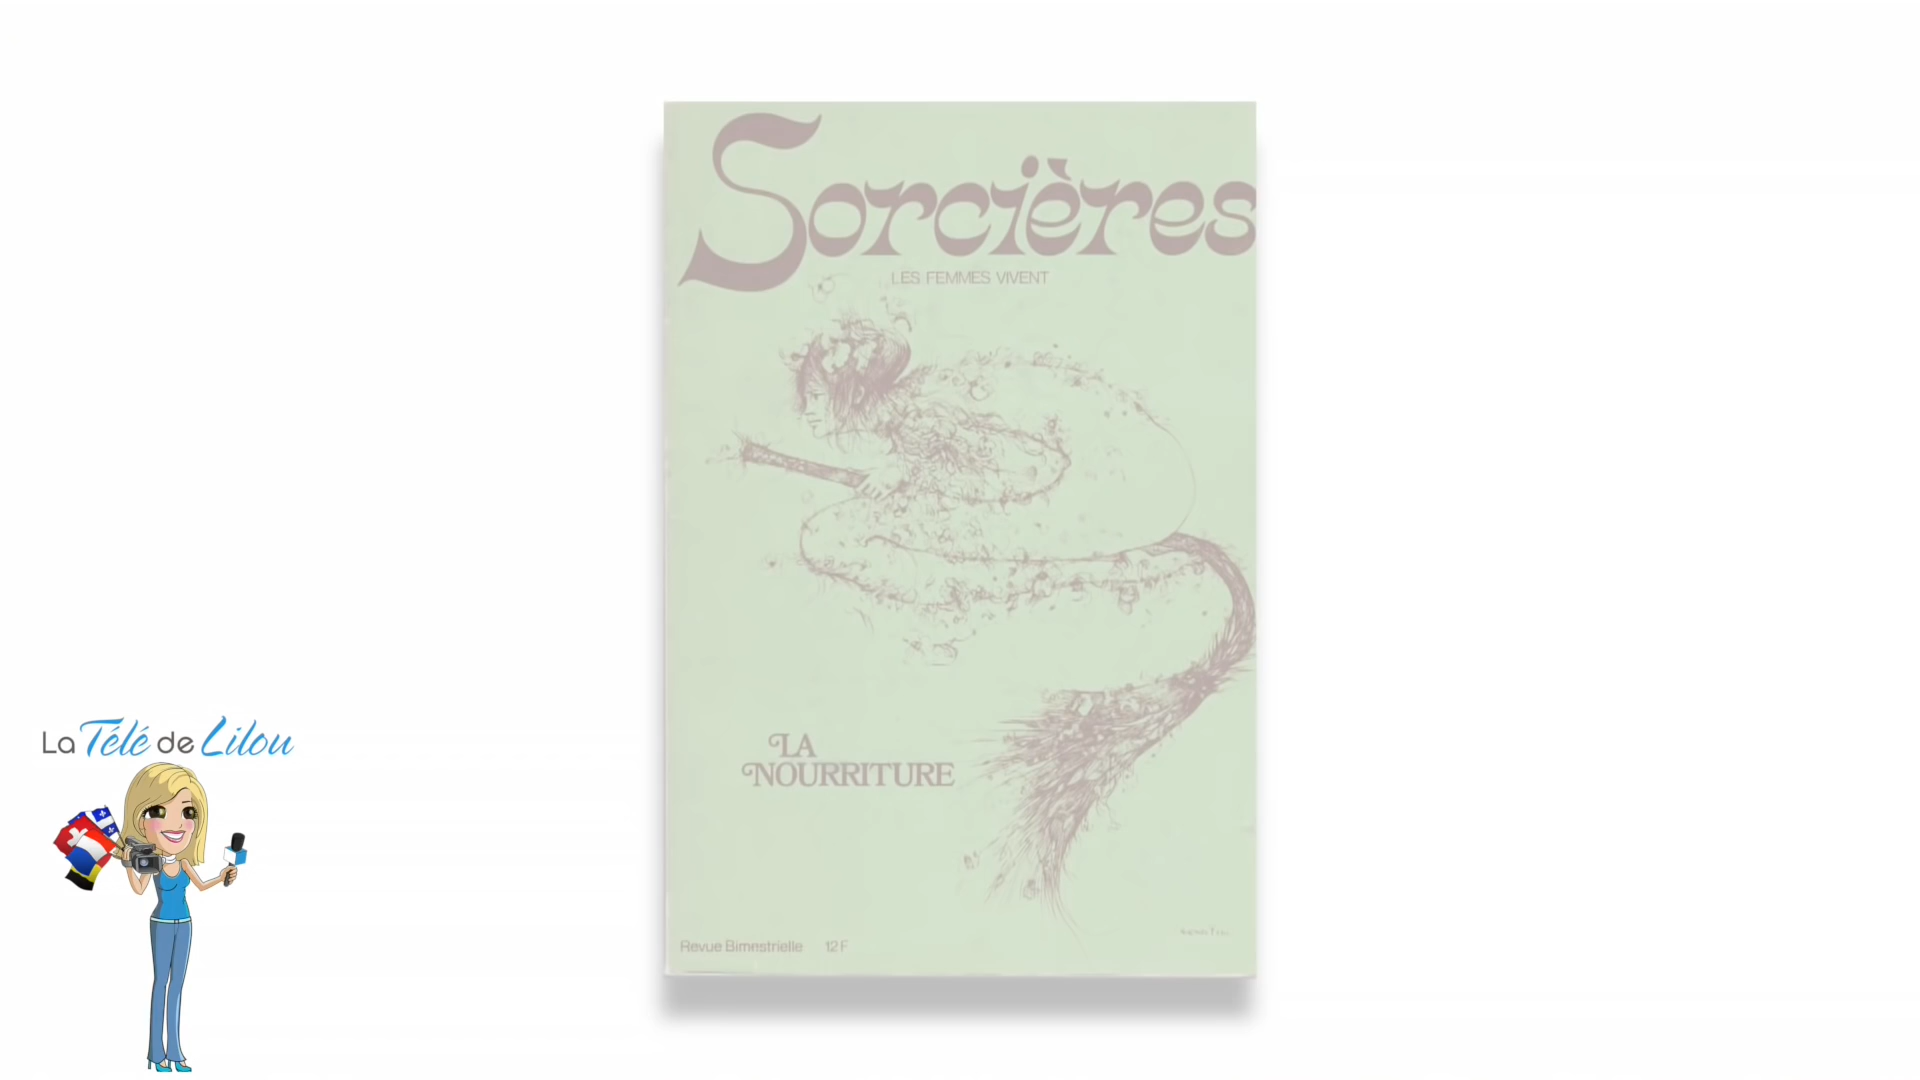 Sorcières
LES FEMMES VIVENT
LA
NOURRITURE
Revue Bimestrielle 12 F
La Télé de Lilou